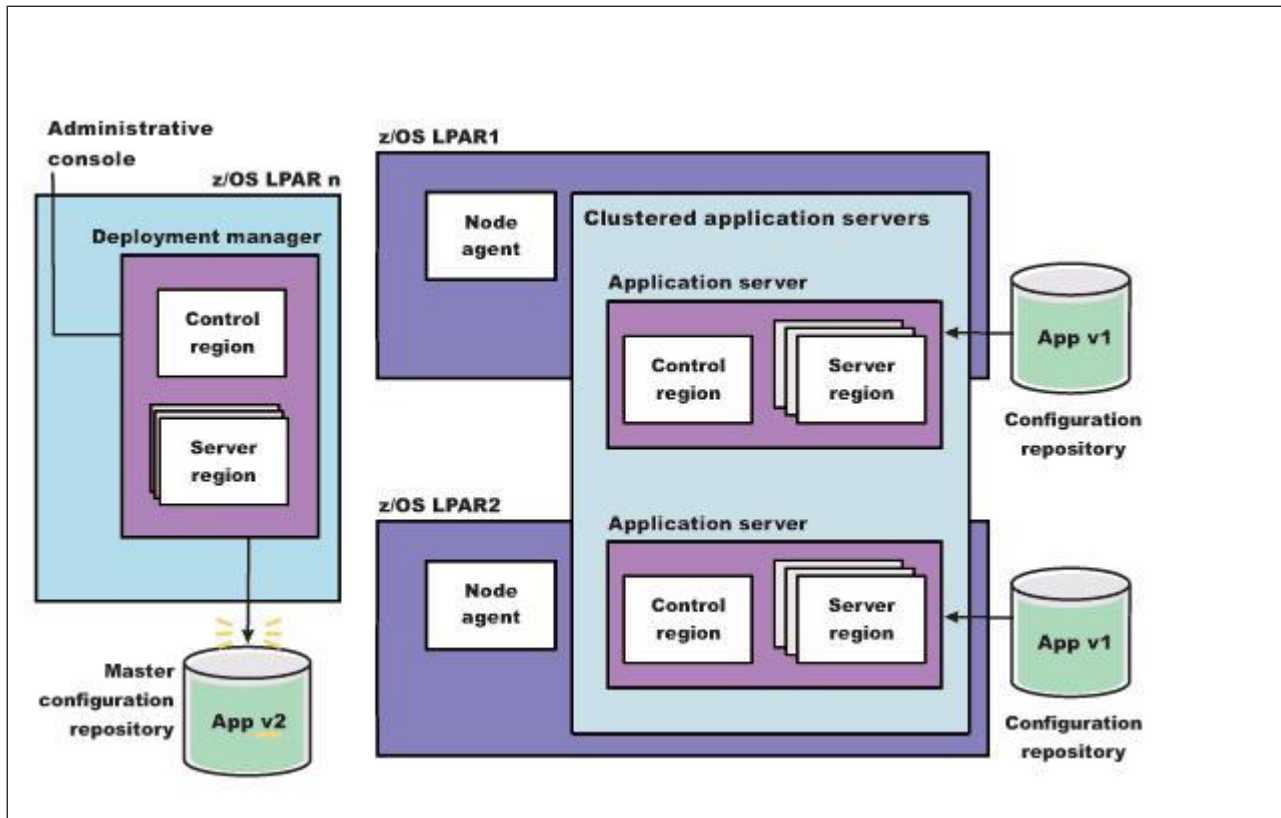 Administrative
console
z/OS LPAR n
Deployment manager
Control
region
Server
region
Master
configuration
repository
App v2
z/OS LPAR1
Node
agent
Clustered application servers
Application server
Control
region
Server
region
App v1
Configuration
repository
z/OS LPAR2
Node
agent
Application server
Control
region
Server
region
App v1
Configuration
repository